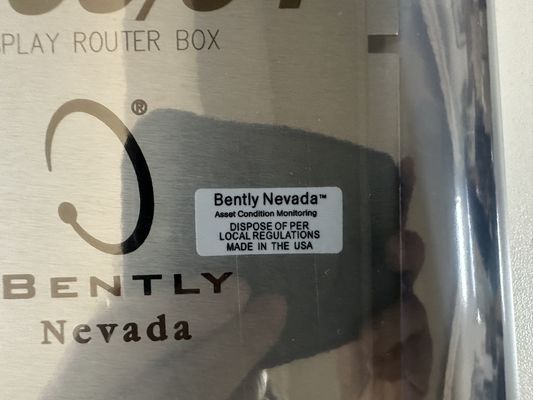 PLAY ROUTER BOX
®
Bently Nevada™
Asset Condition Monitoring
DISPOSE OF PER
LOCAL REGULATIONS
MADE IN THE USA
BENTLY
Nevada